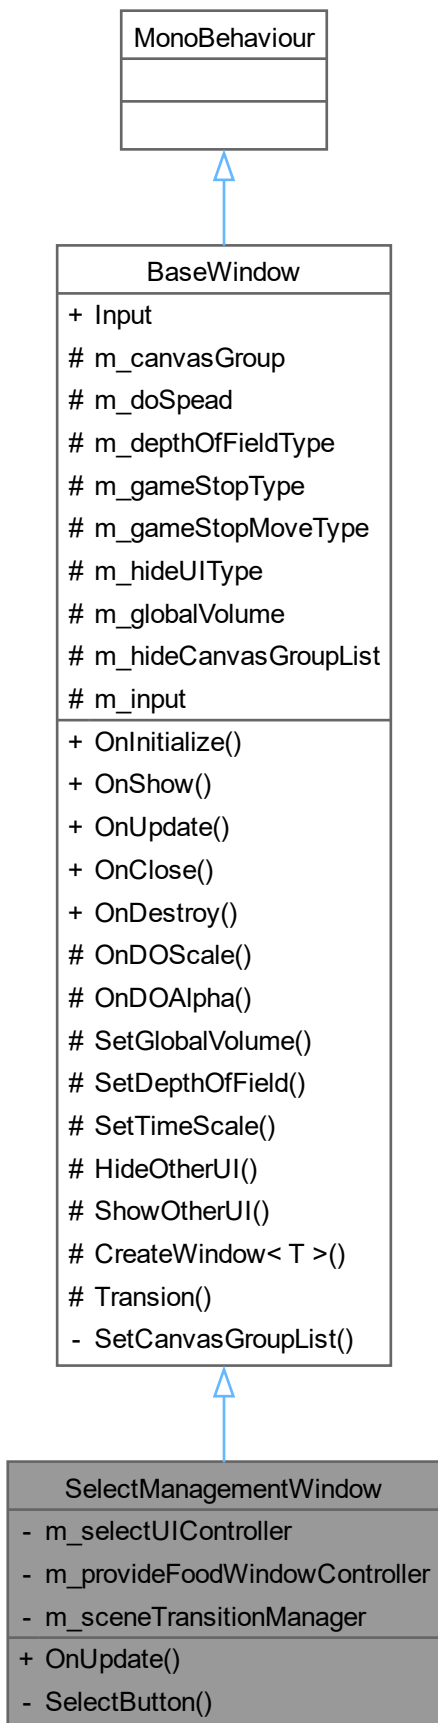 MonoBehaviour
BaseWindow
+ Input
# m_canvasGroup
# m_doSpead
# m_depthOfFieldType
# m_gameStopType
# m_gameStopMoveType
# m_hideUIType
# m_globalVolume
# m_hideCanvasGroupList
# m_input
+ OnInitialize()
+ OnShow()
+ OnUpdate()
+ OnClose()
+ OnDestroy()
# OnDOScale()
# OnDOAlpha()
# SetGlobalVolume()
# SetDepthOfField()
# SetTimeScale()
# HideOtherUI()
# ShowOtherUI()
# CreateWindow< T >()
# Transion()
- SetCanvasGroupList()
SelectManagementWindow
- m_selectUIController
- m_provideFoodWindowController
- m_sceneTransitionManager
+ OnUpdate()
- SelectButton()